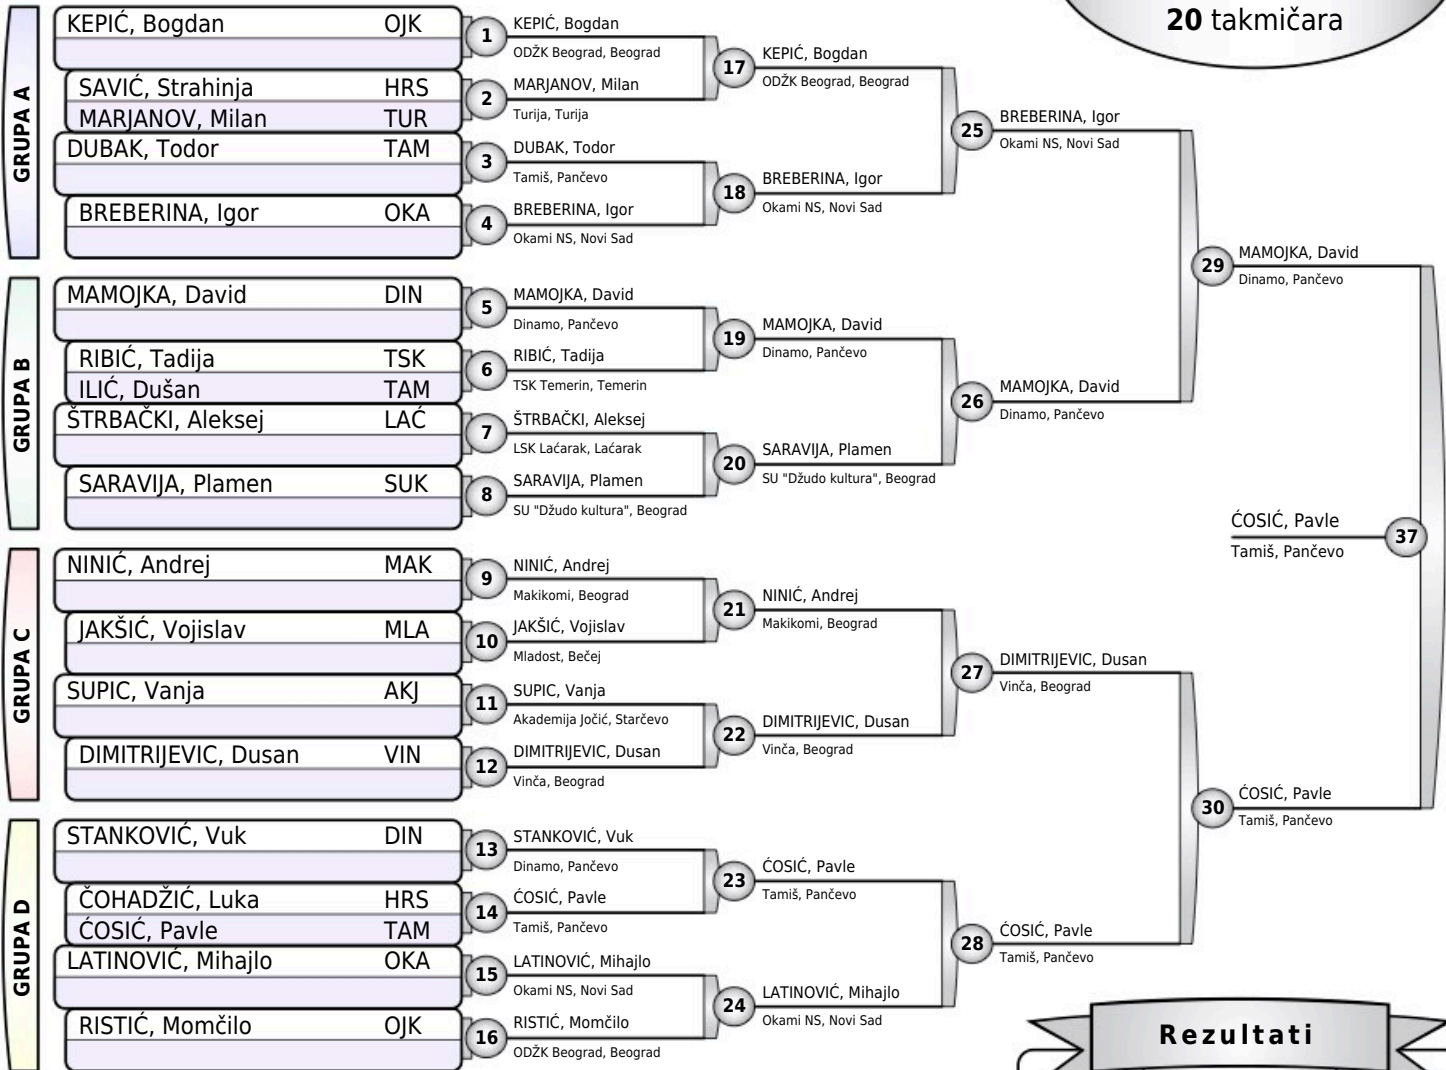 20 takmičara
GRUPA A
KEPIĆ, Bogdan OJK
SAVIĆ, Strahinja HRS
MARJANOV, Milan TUR
DUBAK, Todor TAM
BREBERINA, Igor OKA
GRUPA B
MAMOJKA, David DIN
RIBIĆ, Tadija TSK
ILIĆ, Dušan TAM
ŠTRBAČKI, Aleksej LAĆ
SARAVIJA, Plamen SUK
GRUPA C
NINIĆ, Andrej MAK
JAKŠIĆ, Vojislav MLA
SUPIC, Vanja AKJ
DIMITRIJEVIC, Dusan VIN
GRUPA D
STANKOVIĆ, Vuk DIN
ČOHADŽIĆ, Luka HRS
ĆOSIĆ, Pavle TAM
LATINOVIĆ, Mihajlo OKA
RISTIĆ, Momčilo OJK
1 KEPIĆ, Bogdan
ODŽK Beograd, Beograd
2 MARJANOV, Milan
Turija, Turija
3 DUBAK, Todor
Tamiš, Pančevo
4 BREBERINA, Igor
Okami NS, Novi Sad
5 MAMOJKA, David
Dinamo, Pančevo
6 RIBIĆ, Tadija
TSK Temerin, Temerin
7 ŠTRBAČKI, Aleksej
LSK Laćarak, Laćarak
8 SARAVIJA, Plamen
SU "Džudo kultura", Beograd
9 NINIĆ, Andrej
Makikomi, Beograd
10 JAKŠIĆ, Vojislav
Mladost, Bečej
11 SUPIC, Vanja
Akademija Jočić, Starčevo
12 DIMITRIJEVIC, Dusan
Vinča, Beograd
13 STANKOVIĆ, Vuk
Dinamo, Pančevo
14 ĆOSIĆ, Pavle
Tamiš, Pančevo
15 LATINOVIĆ, Mihajlo
Okami NS, Novi Sad
16 RISTIĆ, Momčilo
ODŽK Beograd, Beograd
17 KEPIĆ, Bogdan
ODŽK Beograd, Beograd
18 BREBERINA, Igor
Okami NS, Novi Sad
19 MAMOJKA, David
Dinamo, Pančevo
20 SARAVIJA, Plamen
SU "Džudo kultura", Beograd
21 NINIĆ, Andrej
Makikomi, Beograd
22 DIMITRIJEVIC, Dusan
Vinča, Beograd
23 ĆOSIĆ, Pavle
Tamiš, Pančevo
24 LATINOVIĆ, Mihajlo
Okami NS, Novi Sad
25 BREBERINA, Igor
Okami NS, Novi Sad
26 MAMOJKA, David
Dinamo, Pančevo
27 DIMITRIJEVIC, Dusan
Vinča, Beograd
28 ĆOSIĆ, Pavle
Tamiš, Pančevo
29 MAMOJKA, David
Dinamo, Pančevo
30 ĆOSIĆ, Pavle
Tamiš, Pančevo
ĆOSIĆ, Pavle 37
Tamiš, Pančevo
Rezultati